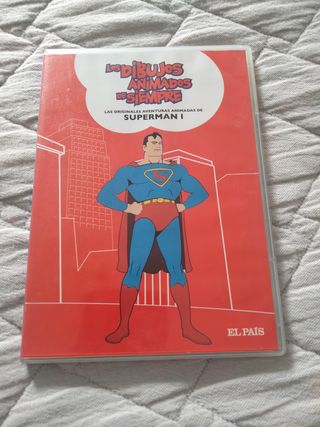 LOS DIBUJOS
ANIMADOS
DE SIEMPRE
LAS ORIGINALES AVENTURAS ANIMADAS DE
SUPERMAN I
S
EL PAÍS